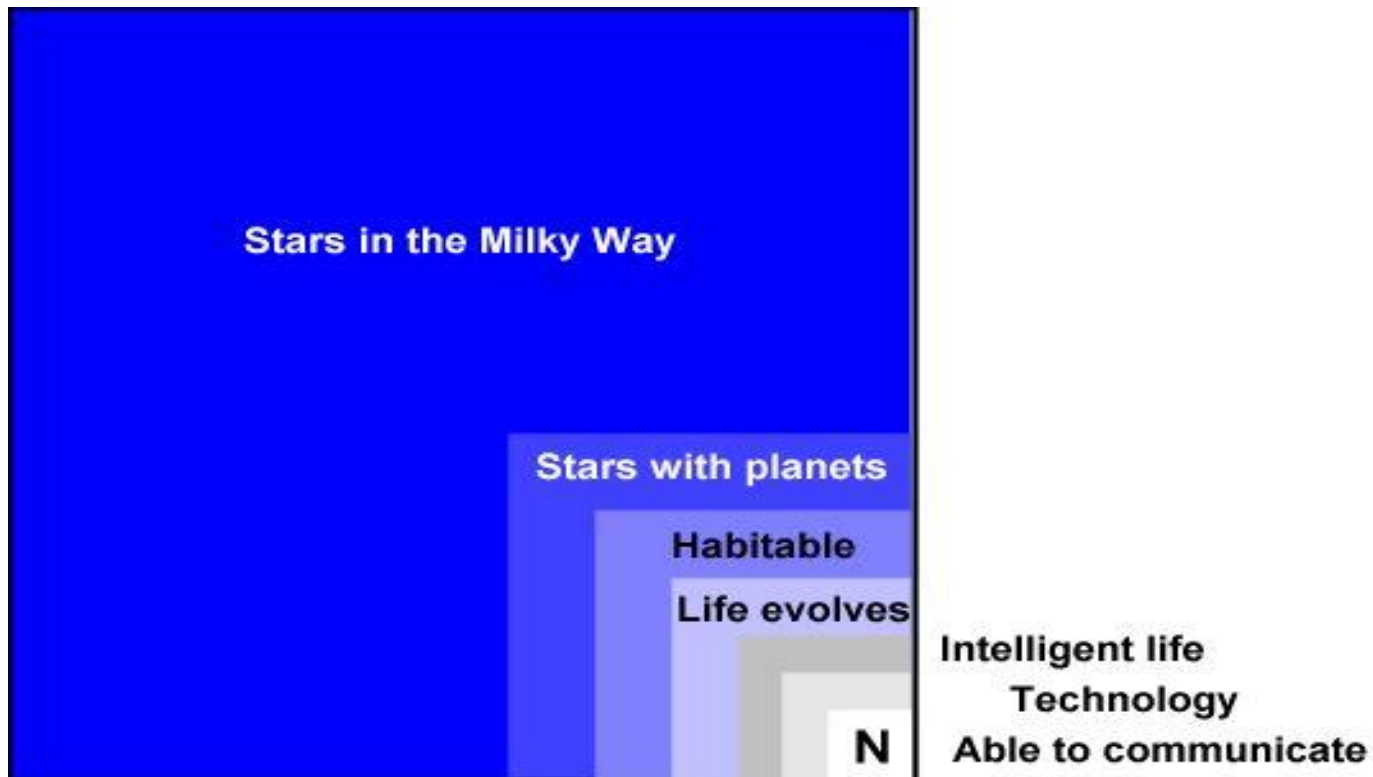 Stars in the Milky Way
Stars with planets
Habitable
Life evolves
Intelligent life
Technology
N
Able to communicate